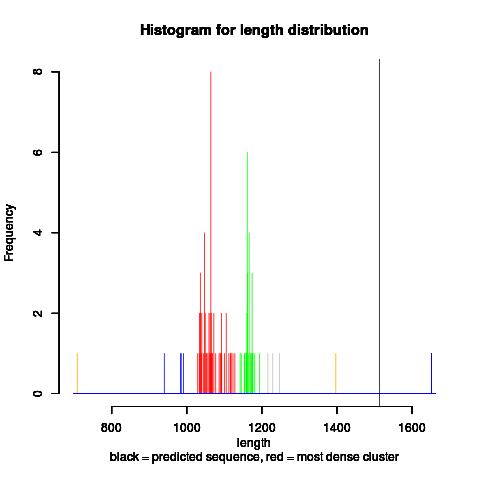 Histogram for length distribution
Frequency
8
6
4
2
0
800 1000 1200 1400 1600
length
black = predicted sequence, red = most dense cluster